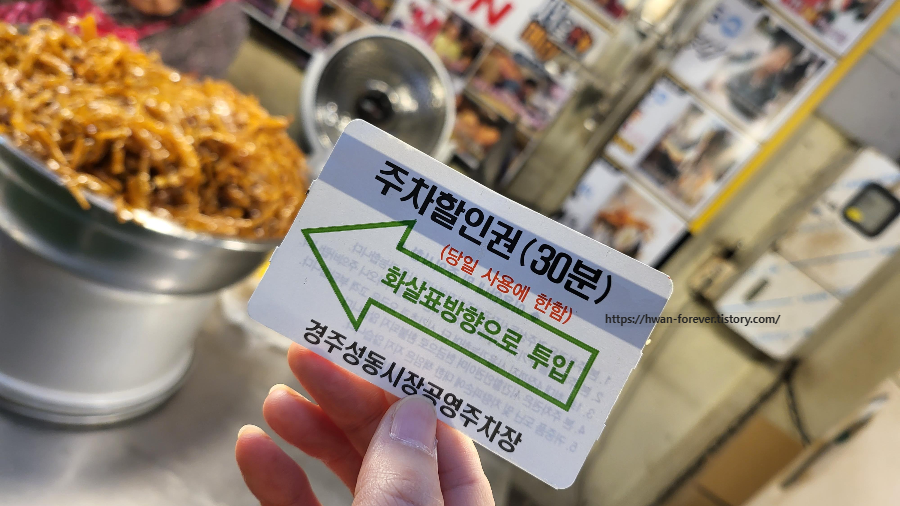 주차할인권(30분)
(당일 사용에 한함)
화살표방향으로 투입
경주성동시장공영주차장
https://hwan-forever.tistory.com/